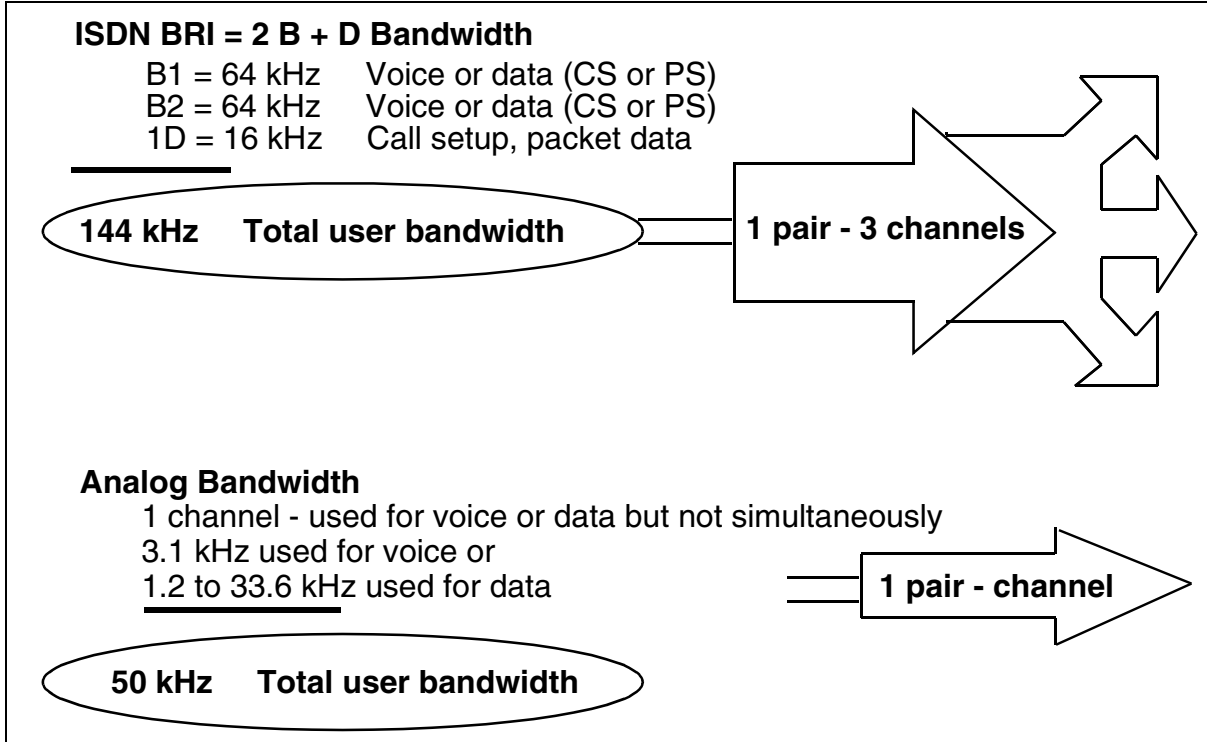 ISDN BRI = 2 B + D Bandwidth
B1 = 64 kHz Voice or data (CS or PS)
B2 = 64 kHz Voice or data (CS or PS)
1D = 16 kHz Call setup, packet data
144 kHz Total user bandwidth
1 pair - 3 channels
Analog Bandwidth
1 channel - used for voice or data but not simultaneously
3.1 kHz used for voice or
1.2 to 33.6 kHz used for data
1 pair - channel
50 kHz Total user bandwidth